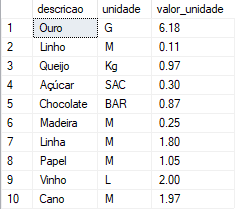 descricao unidade valor_unidade
1 Ouro G 6.18
2 Linho M 0.11
3 Queijo Kg 0.97
4 Açúcar SAC 0.30
5 Chocolate BAR 0.87
6 Madeira M 0.25
7 Linha M 1.80
8 Papel M 1.05
9 Vinho L 2.00
10 Cano M 1.97